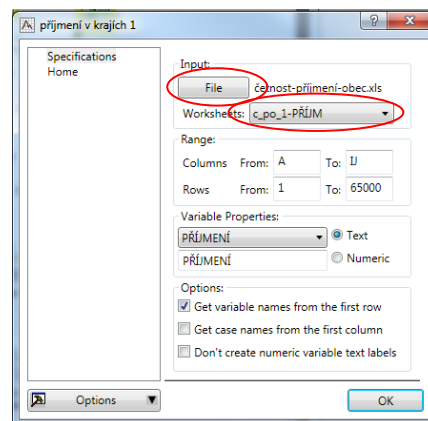 příjmení v krajích 1
Specifications
Home
Input:
File četnost-příjmení-obec.xls
Worksheets: c_po_1-PŘÍJM
Range:
Columns From: A To: IJ
Rows From: 1 To: 65000
Variable Properties:
PŘÍJMENÍ Text
PŘÍJMENÍ Numeric
Options:
Get variable names from the first row
Get case names from the first column
Don't create numeric variable text labels
Options OK